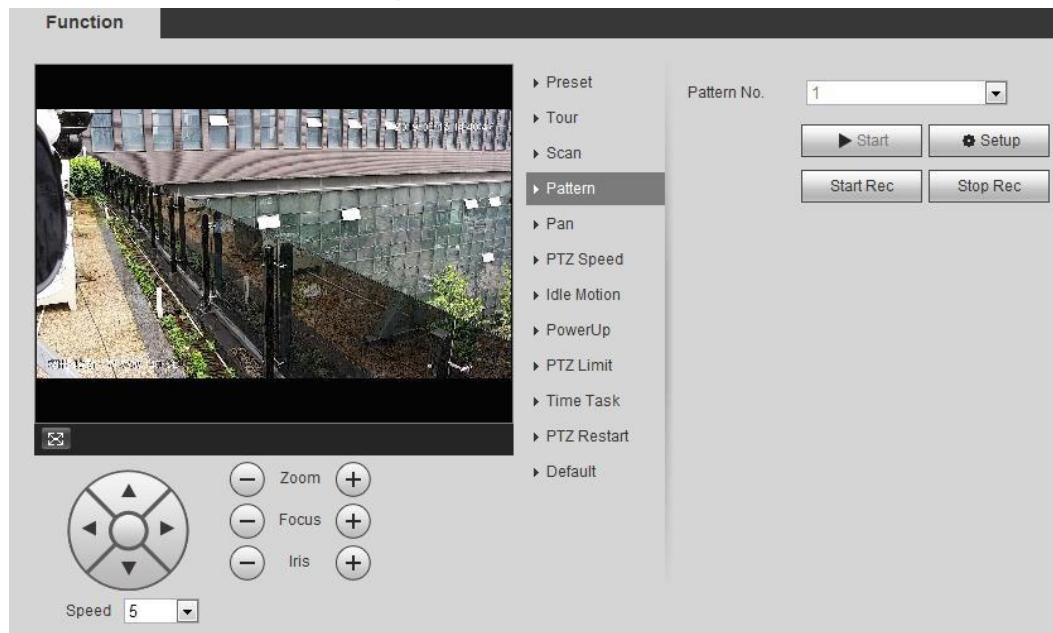 Function
Preset
Tour
Scan
Pattern
Pan
PTZ Speed
Idle Motion
PowerUp
PTZ Limit
Time Task
PTZ Restart
Default
Pattern No. 1
Start Setup
Start Rec Stop Rec
Zoom
Focus
Iris
Speed 5